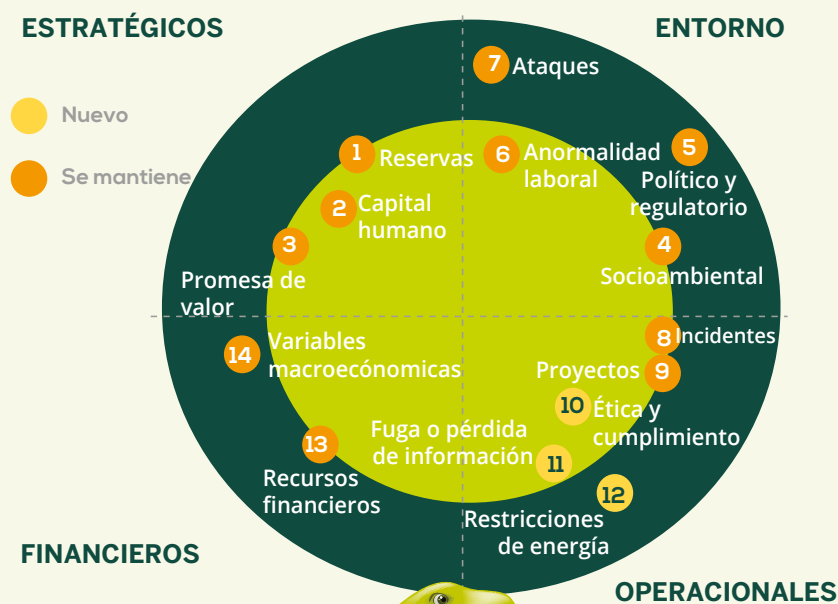 ESTRATÉGICOS
ENTORNO
Nuevo
Se mantiene
7 Ataques
1 Reservas
6 Anormalidad
laboral
5
Político y
regulatorio
2 Capital
humano
3
Promesa de
valor
4
Socioambiental
14 Variables
macroecónomicas
8 Incidentes
Proyectos 9
10 Ética y
cumplimiento
Fuga o pérdida
de información 11
13
Recursos
financieros
12
Restricciones
de energía
FINANCIEROS
OPERACIONALES